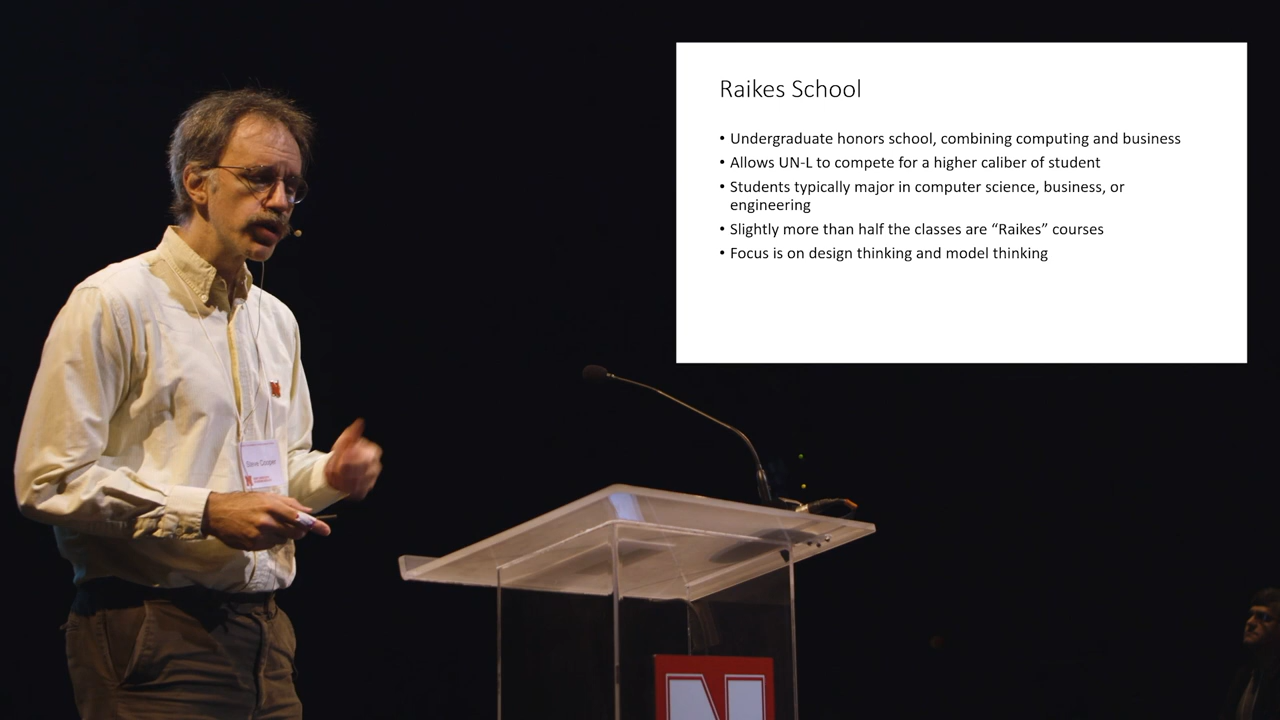 Raikes School
• Undergraduate honors school, combining computing and business
• Allows UN-L to compete for a higher caliber of student
• Students typically major in computer science, business, or
engineering
• Slightly more than half the classes are “Raikes” courses
• Focus is on design thinking and model thinking
Steve Cooper
N
N